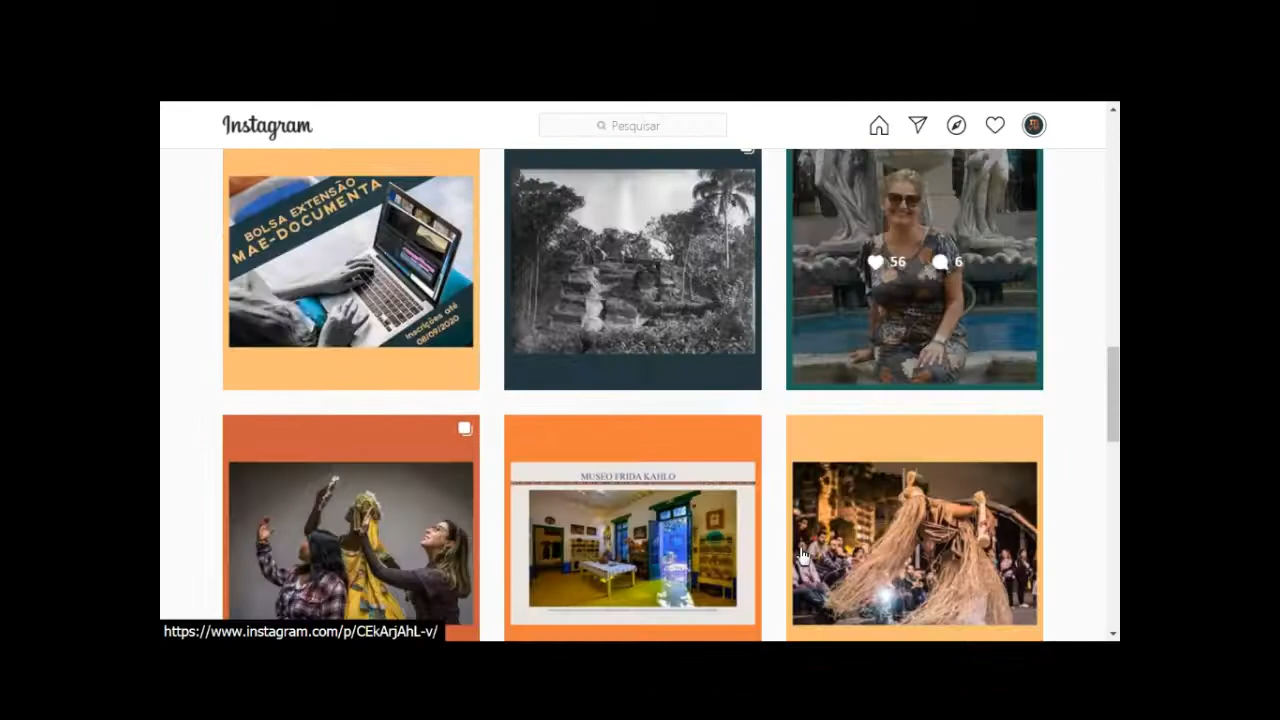 Instagram
Pesquisar
BOLSA EXTENSÃO
MAE-DOCUMENTA
Inscrições até
08/09/2020
56
6
MUSEO FRIDA KAHLO
https://www.instagram.com/p/CEkArjAhL-v/